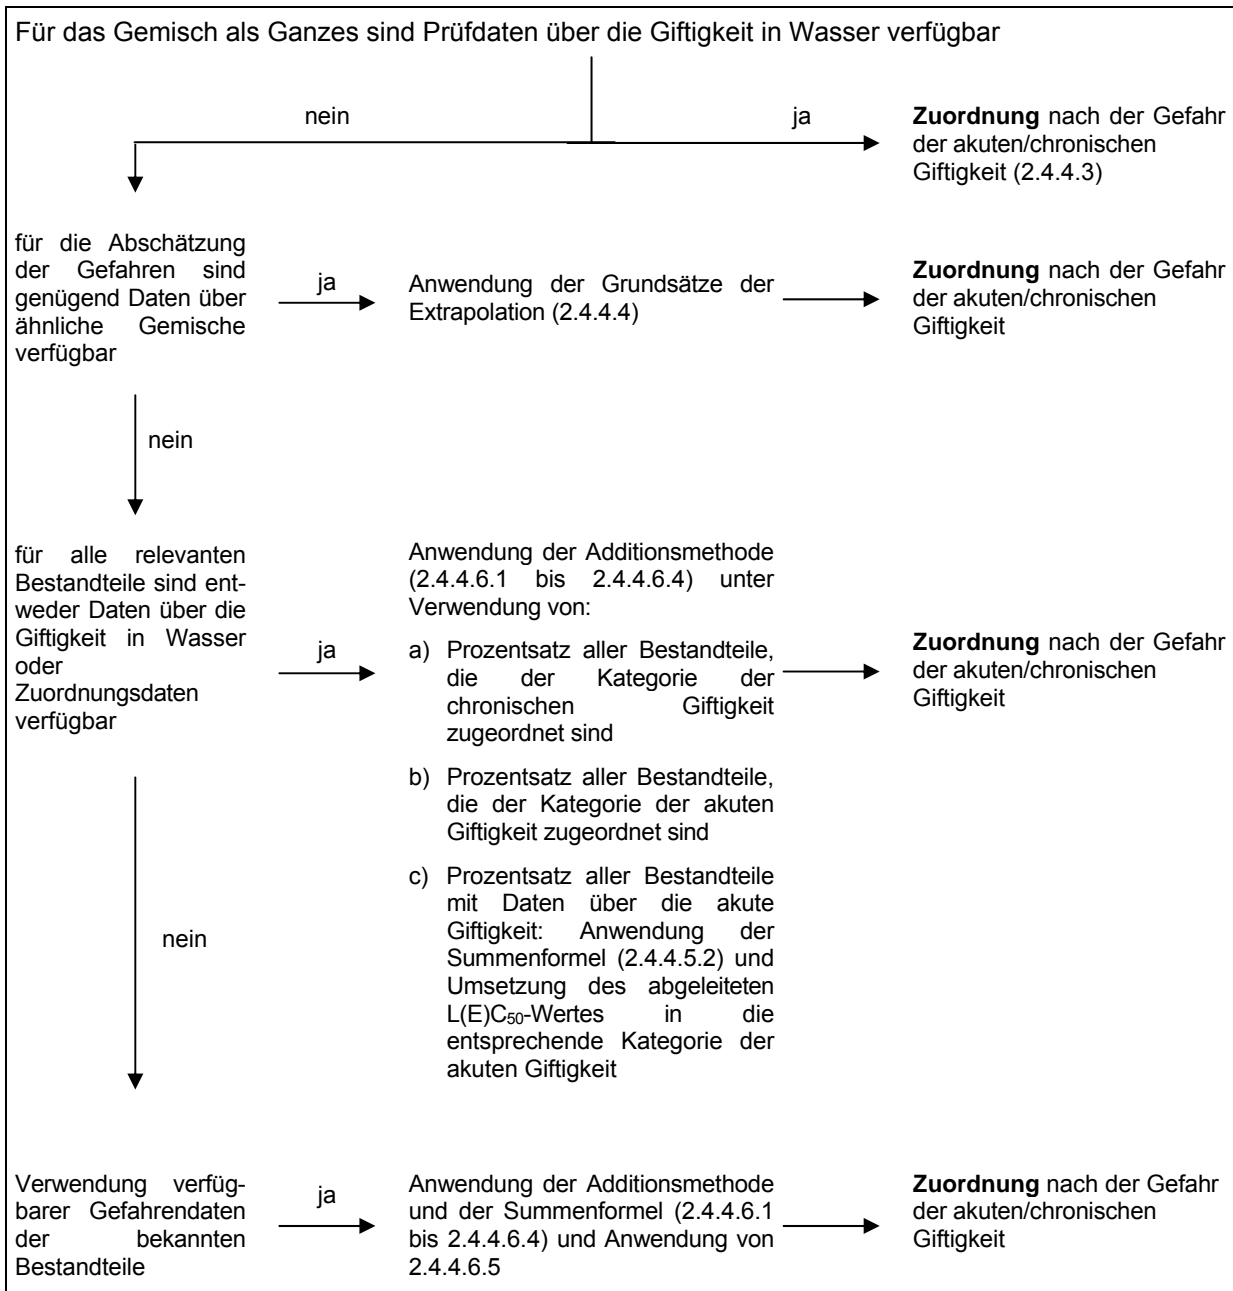 Für das Gemisch als Ganzes sind Prüfdaten über die Giftigkeit in Wasser verfügbar
nein
ja
Zuordnung nach der Gefahr
der akuten/chronischen
Giftigkeit (2.4.4.3)
für die Abschätzung
der Gefahren sind
genügend Daten über
ähnliche Gemische
verfügbar
ja
Anwendung der Grundsätze der
Extrapolation (2.4.4.4)
Zuordnung nach der Gefahr
der akuten/chronischen
Giftigkeit
nein
für alle relevanten
Bestandteile sind ent-
weder Daten über die
Giftigkeit in Wasser
oder
Zuordnungsdaten
verfügbar
ja
Anwendung der Additionsmethode
(2.4.4.6.1 bis 2.4.4.6.4) unter
Verwendung von:
a) Prozentsatz aller Bestandteile,
die der Kategorie der
chronischen Giftigkeit
zugeordnet sind
b) Prozentsatz aller Bestandteile,
die der Kategorie der akuten
Giftigkeit zugeordnet sind
c) Prozentsatz aller Bestandteile
mit Daten über die akute
Giftigkeit: Anwendung der
Summenformel (2.4.4.5.2) und
Umsetzung des abgeleiteten
L(E)C₅₀-Wertes in die
entsprechende Kategorie der
akuten Giftigkeit
Zuordnung nach der Gefahr
der akuten/chronischen
Giftigkeit
nein
Verwendung verfüg-
barer Gefahrendaten
der bekannten
Bestandteile
ja
Anwendung der Additionsmethode
und der Summenformel (2.4.4.6.1
bis 2.4.4.6.4) und Anwendung von
2.4.4.6.5
Zuordnung nach der Gefahr
der akuten/chronischen
Giftigkeit